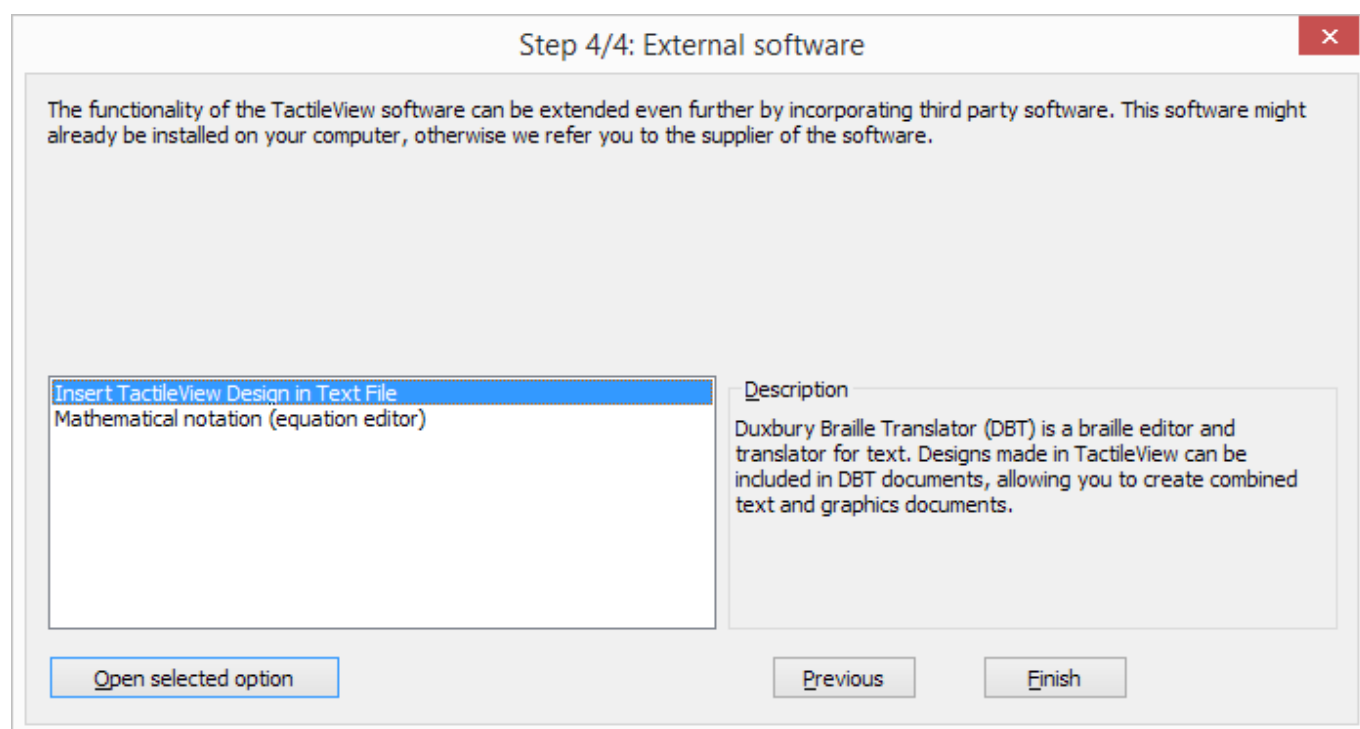 Step 4/4: External software
The functionality of the TactileView software can be extended even further by incorporating third party software. This software might
already be installed on your computer, otherwise we refer you to the supplier of the software.
Insert TactileView Design in Text File
Mathematical notation (equation editor)
Description
Duxbury Braille Translator (DBT) is a braille editor and
translator for text. Designs made in TactileView can be
included in DBT documents, allowing you to create combined
text and graphics documents.
Open selected option
Previous
Finish